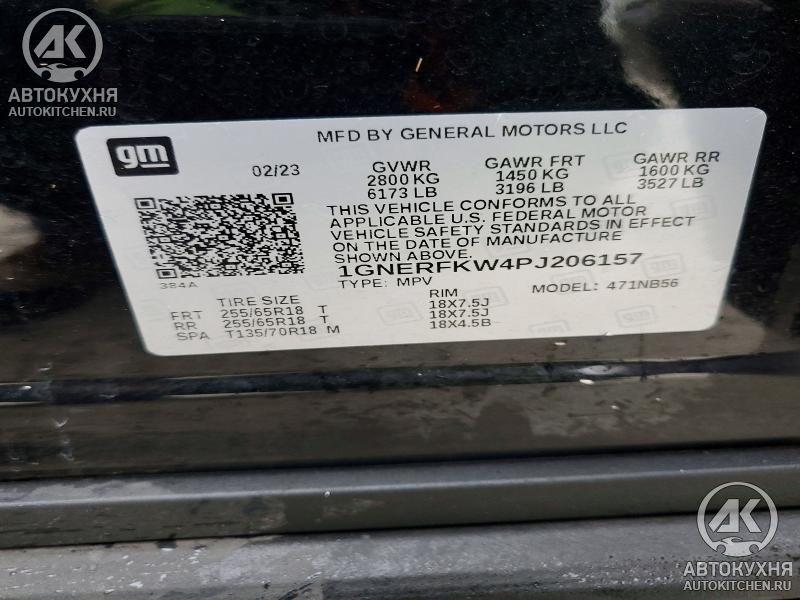 АК
АВТОКУХНЯ
AUTOKITCHEN.RU
gm
MFD BY GENERAL MOTORS LLC
02/23
GVWR GAWR FRT GAWR RR
2800 KG 1450 KG 1600 KG
6173 LB 3196 LB 3527 LB
THIS VEHICLE CONFORMS TO ALL
APPLICABLE U.S. FEDERAL MOTOR
VEHICLE SAFETY STANDARDS IN EFFECT
ON THE DATE OF MANUFACTURE
SHOWN ABOVE.
1GNERFKW4PJ206157
384A
TYPE: MPV MODEL: 471NB56
TIRE SIZE RIM
FRT 255/65R18 T 18X7.5J
RR 255/65R18 T 18X7.5J
SPA T135/70R18 M 18X4.5B
АК
АВТОКУХНЯ
AUTOKITCHEN.RU